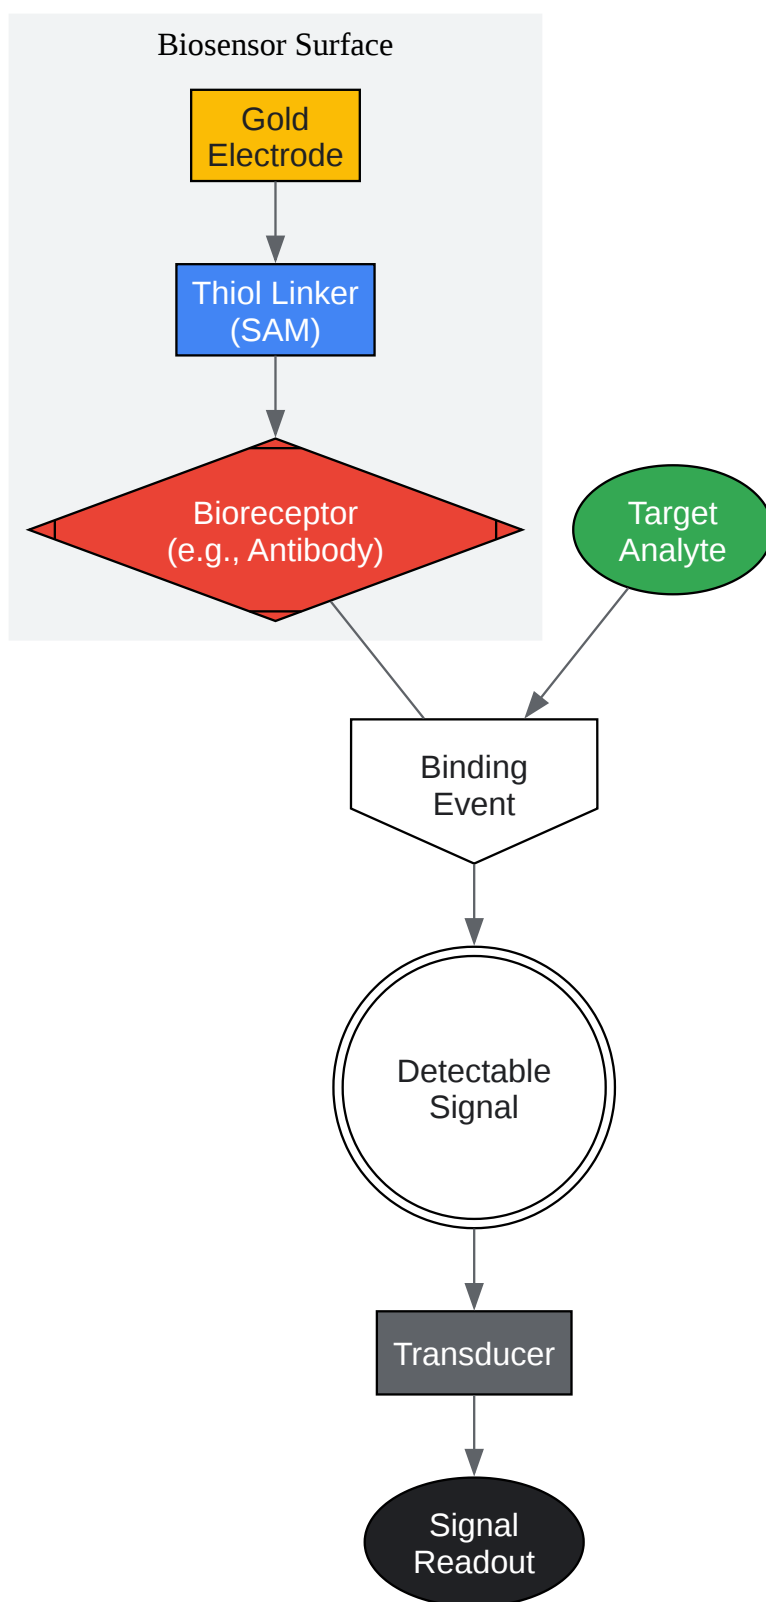 Biosensor Surface
Gold
Electrode
Thiol Linker
(SAM)
Bioreceptor
(e.g., Antibody)
Target
Analyte
Binding
Event
Detectable
Signal
Transducer
Signal
Readout